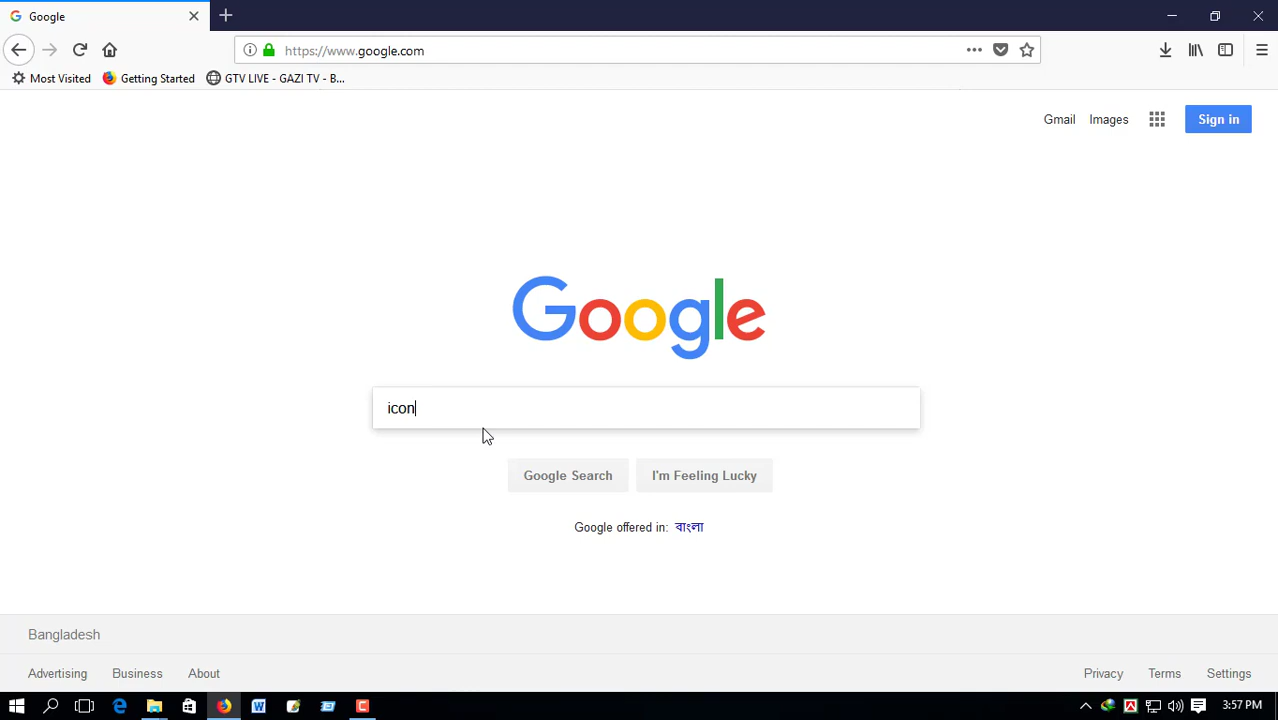 Google
https://www.google.com
Most Visited Getting Started GTV LIVE - GAZI TV - B...
Gmail Images Sign in
Google
icon
Google Search I'm Feeling Lucky
Google offered in: বাংলা
Bangladesh
Advertising Business About Privacy Terms Settings
3:57 PM